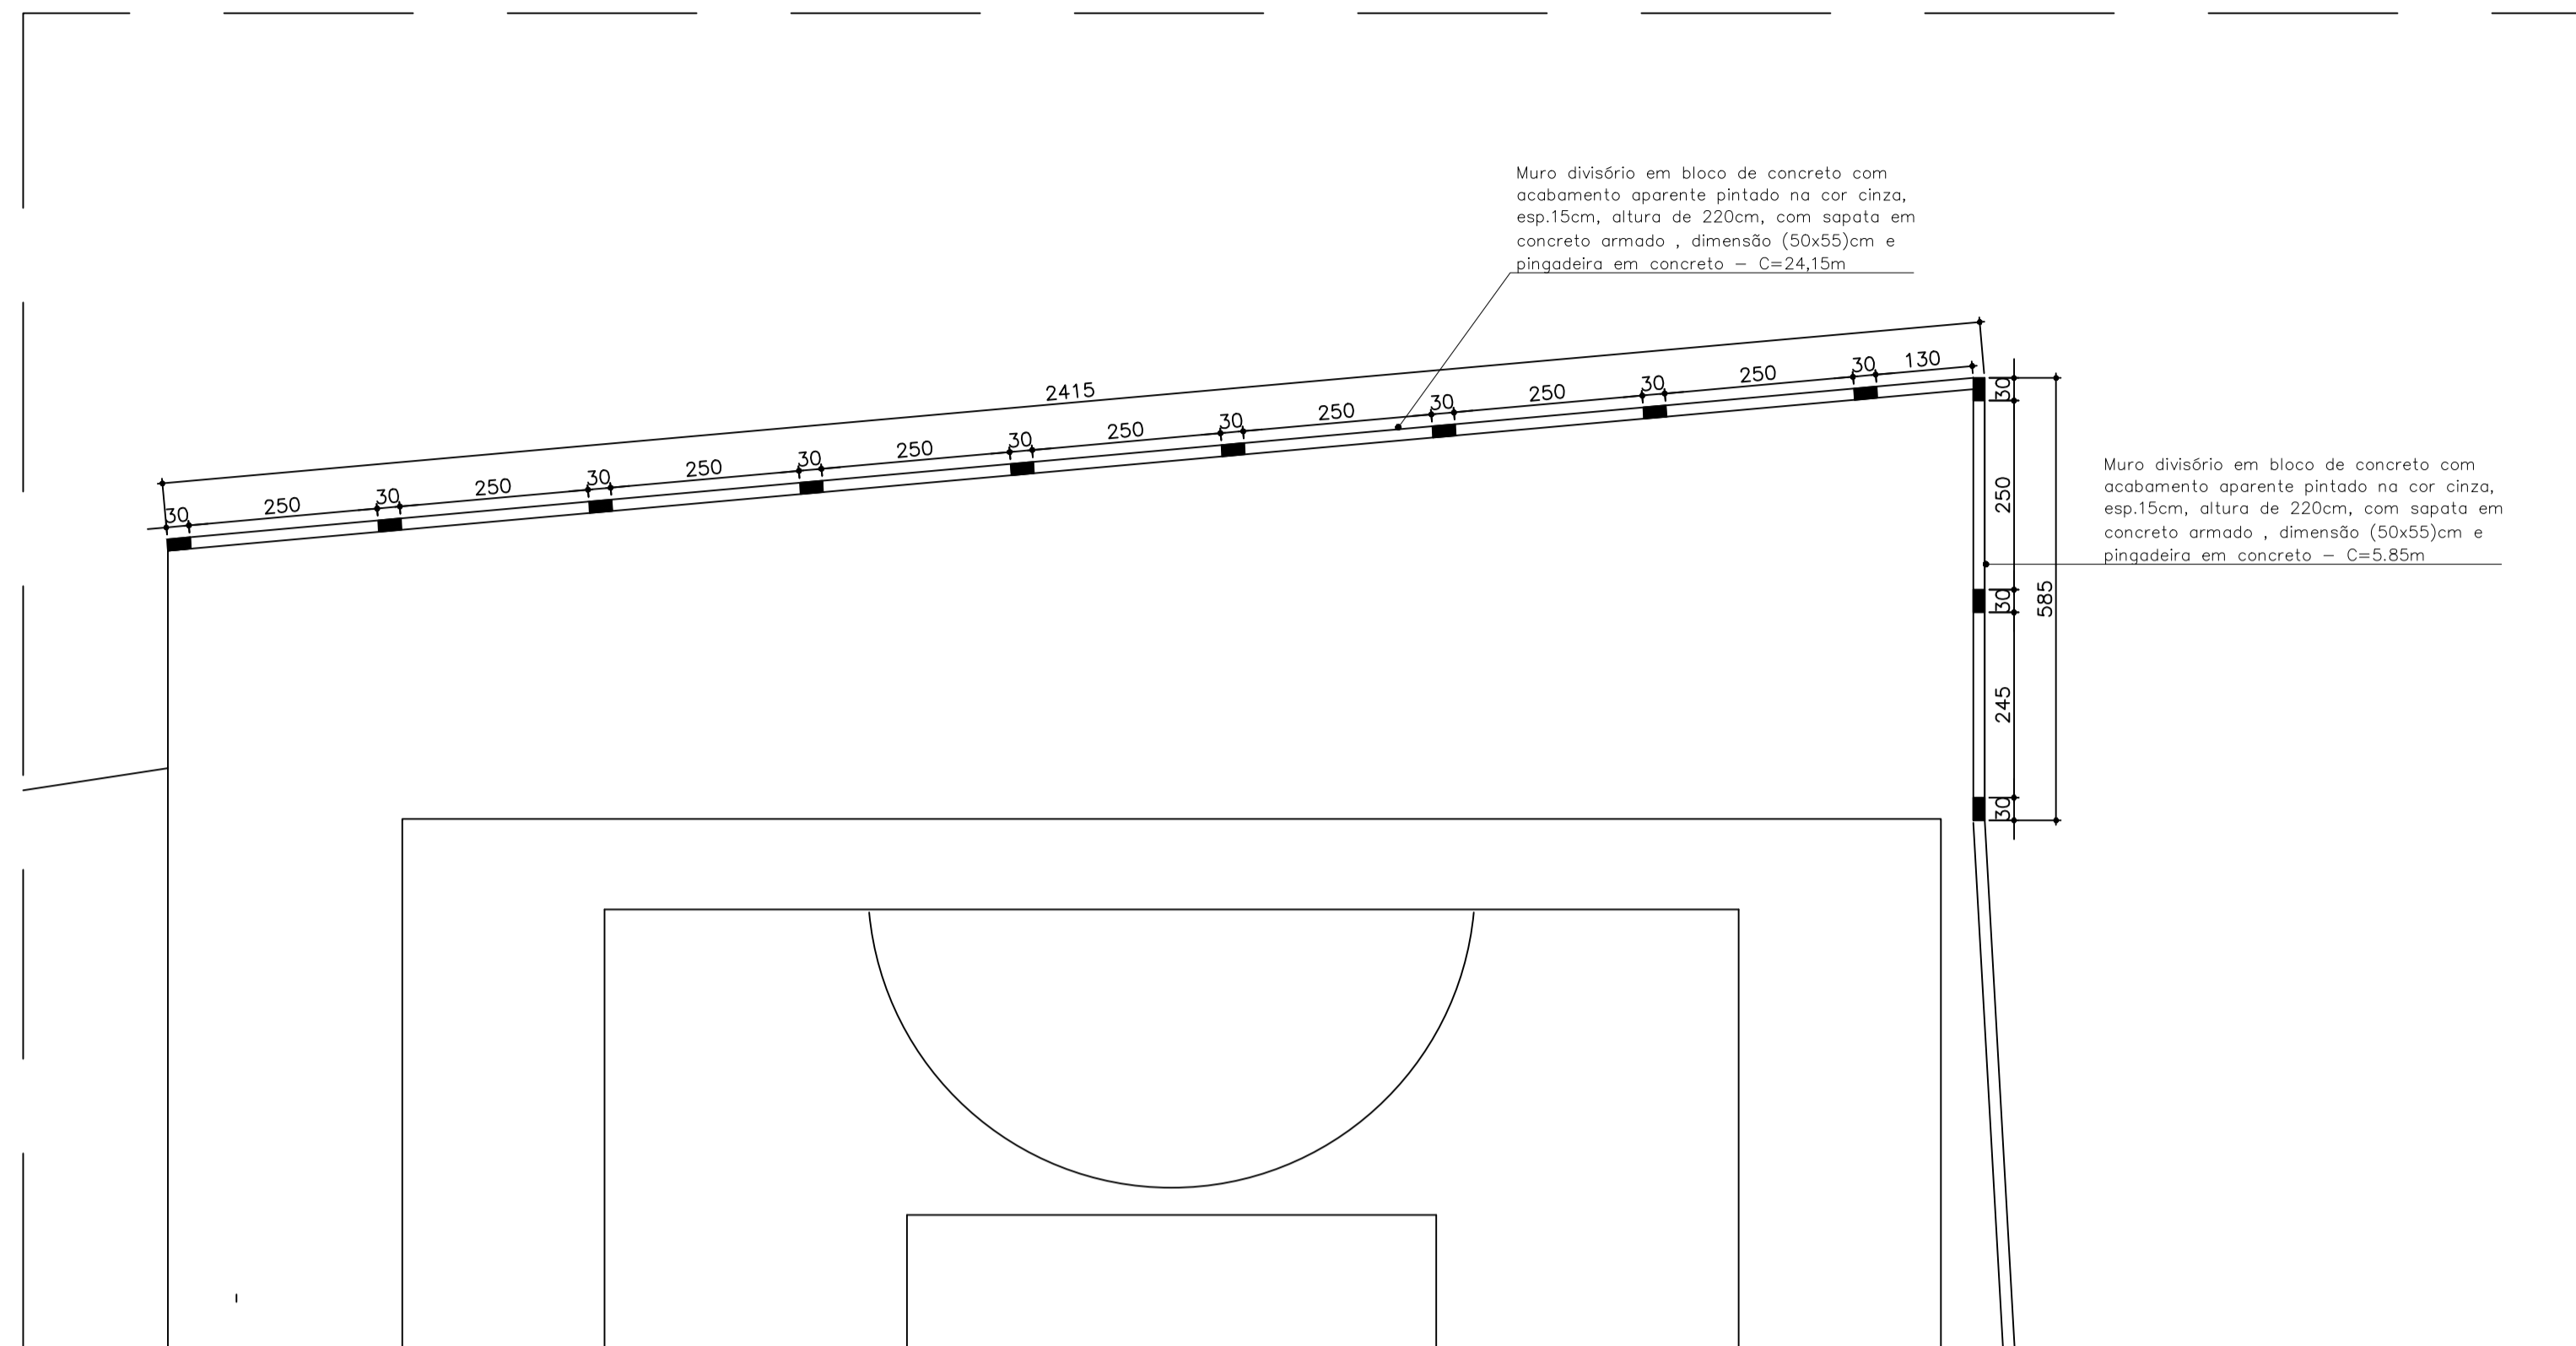 Muro divisório em bloco de concreto com
acabamento aparente pintado na cor cinza,
esp.15cm, altura de 220cm, com sapata em
concreto armado , dimensão (50x55)cm e
pingadeira em concreto – C=24,15m
2415
30
250
30
250
30
250
30
250
30
250
30
250
30
250
30
250
30
130
30
250
30
245
30
585
Muro divisório em bloco de concreto com
acabamento aparente pintado na cor cinza,
esp.15cm, altura de 220cm, com sapata em
concreto armado , dimensão (50x55)cm e
pingadeira em concreto – C=5.85m